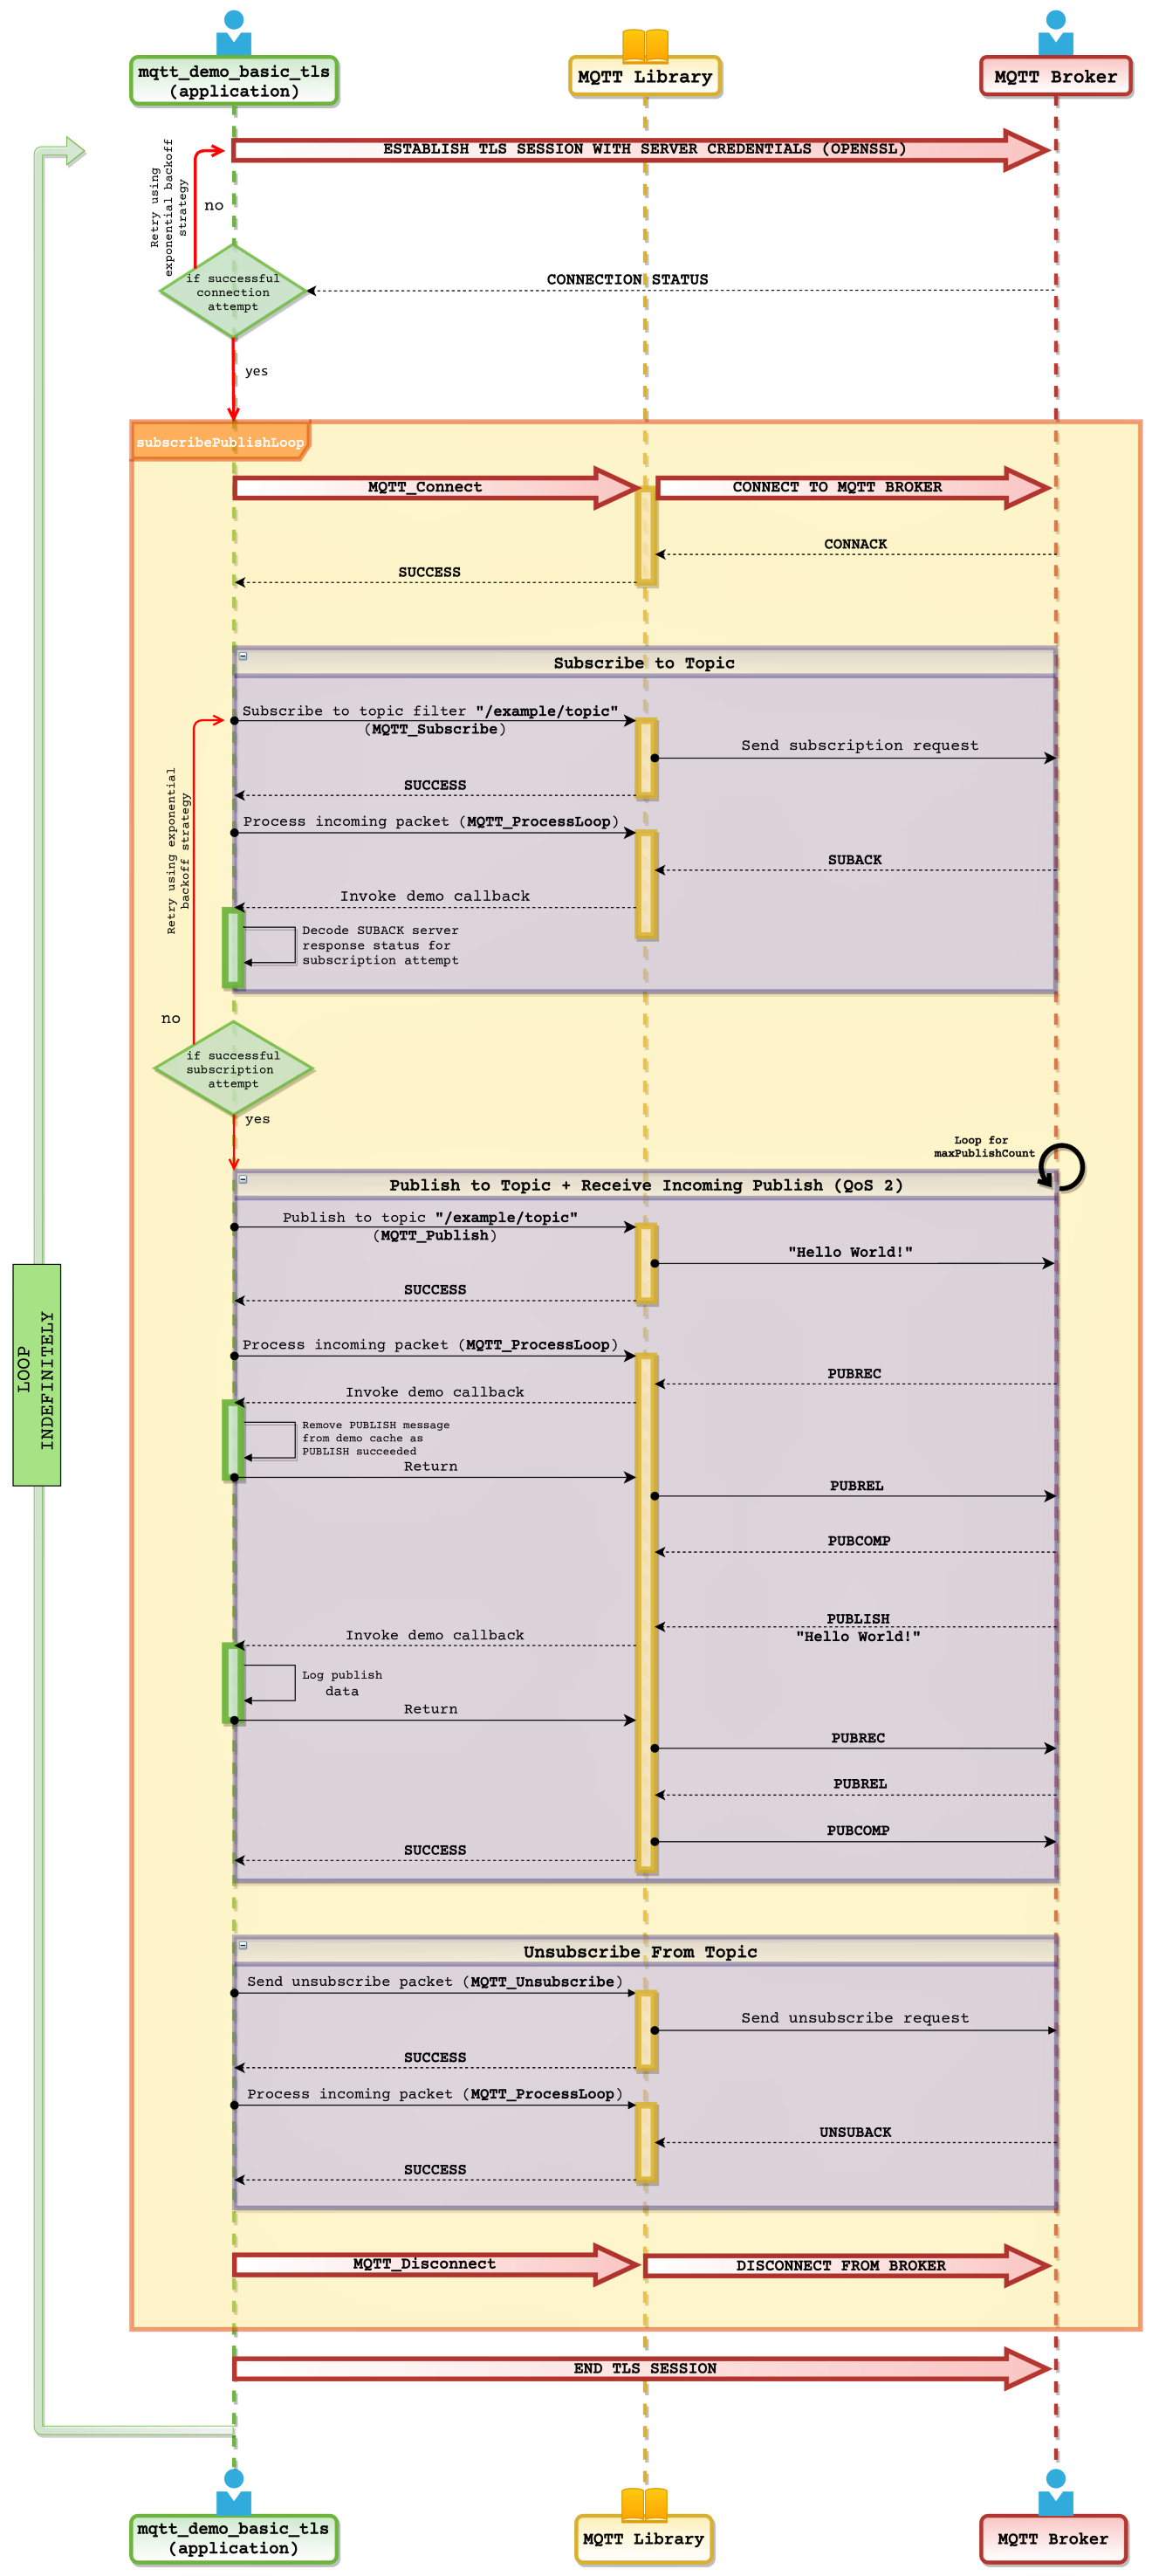 mqtt_demo_basic_tls
(application)
MQTT Library
MQTT Broker
ESTABLISH TLS SESSION WITH SERVER CREDENTIALS (OPENSSL)
Retry using
exponential backoff
strategy
no
if successful
connection
attempt
CONNECTION STATUS
yes
subscribePublishLoop
MQTT_Connect
CONNECT TO MQTT BROKER
CONNACK
SUCCESS
Subscribe to Topic
Subscribe to topic filter "/example/topic"
(MQTT_Subscribe)
Send subscription request
SUCCESS
Process incoming packet (MQTT_ProcessLoop)
SUBACK
Invoke demo callback
Decode SUBACK server
response status for
subscription attempt
Retry using exponential
backoff strategy
no
if successful
subscription
attempt
yes
Loop for
maxPublishCount
Publish to Topic + Receive Incoming Publish (QoS 2)
Publish to topic "/example/topic"
(MQTT_Publish)
"Hello World!"
SUCCESS
Process incoming packet (MQTT_ProcessLoop)
PUBREC
Invoke demo callback
Remove PUBLISH message
from demo cache as
PUBLISH succeeded
Return
PUBREL
PUBCOMP
PUBLISH
"Hello World!"
Invoke demo callback
Log publish
data
Return
PUBREC
PUBREL
PUBCOMP
SUCCESS
LOOP
INDEFINITELY
Unsubscribe From Topic
Send unsubscribe packet (MQTT_Unsubscribe)
Send unsubscribe request
SUCCESS
Process incoming packet (MQTT_ProcessLoop)
UNSUBACK
SUCCESS
MQTT_Disconnect
DISCONNECT FROM BROKER
END TLS SESSION
mqtt_demo_basic_tls
(application)
MQTT Library
MQTT Broker